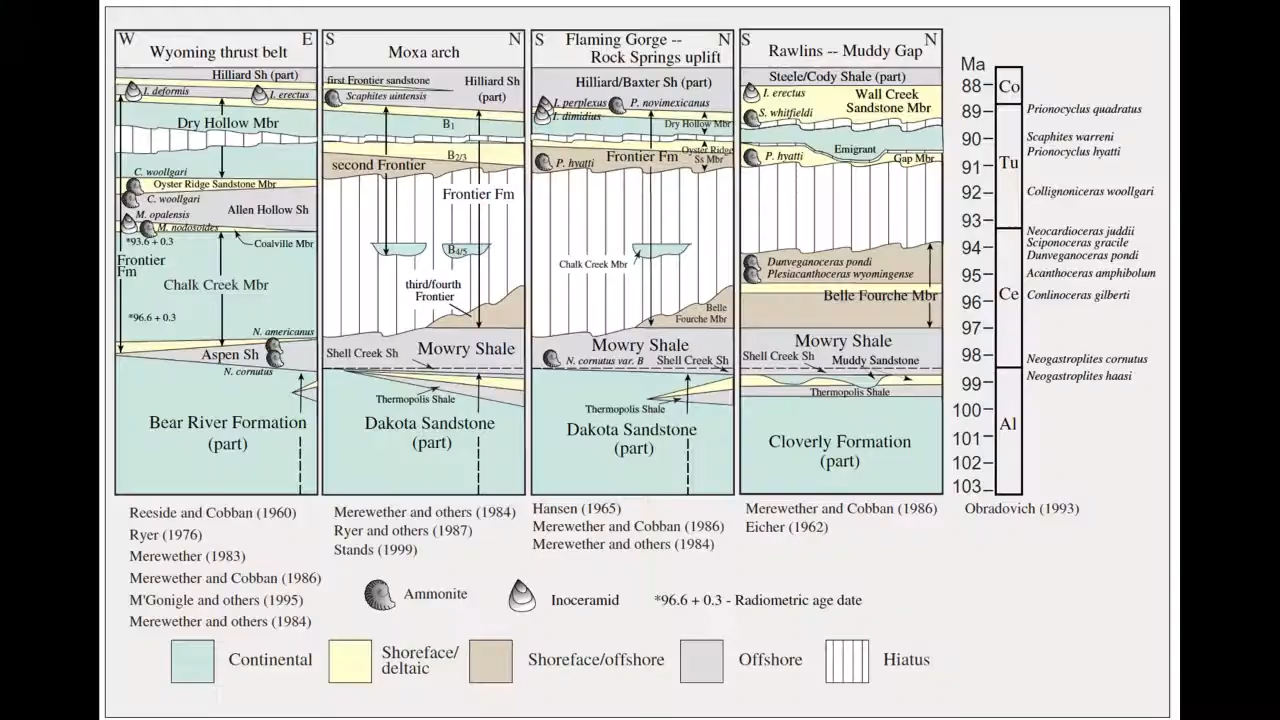 W E
Wyoming thrust belt
Hilliard Sh (part)
I. deformis
I. erectus
Dry Hollow Mbr
C. woollgari
Oyster Ridge Sandstone Mbr
C. woollgari
M. opalensis
Allen Hollow Sh
M. nodosoides
*93.6 + 0.3
Coalville Mbr
Frontier
Fm
Chalk Creek Mbr
*96.6 + 0.3
N. americanus
Aspen Sh
N. cornutus
Bear River Formation
(part)
S N
Moxa arch
first Frontier sandstone
Hilliard Sh
(part)
Scaphites uintensis
B1
B2/3
second Frontier
Frontier Fm
B4/5
third/fourth
Frontier
Mowry Shale
Shell Creek Sh
Thermopolis Shale
Dakota Sandstone
(part)
S N
Flaming Gorge --
Rock Springs uplift
Hilliard/Baxter Sh (part)
I. perplexus
P. novimexicanus
I. dimidius
Dry Hollow Mbr
Oyster Ridge
Ss Mbr
P. hyatti
Frontier Fm
Chalk Creek Mbr
Belle
Fourche Mbr
Mowry Shale
N. cornutus var. B
Shell Creek Sh
Thermopolis Shale
Dakota Sandstone
(part)
S N
Rawlins -- Muddy Gap
Steele/Cody Shale (part)
I. erectus
Wall Creek
Sandstone Mbr
S. whitfieldi
Emigrant
Gap Mbr
P. hyatti
Dunveganoceras pondi
Plesiacanthoceras wyomingense
Belle Fourche Mbr
Mowry Shale
Shell Creek Sh
Muddy Sandstone
Thermopolis Shale
Cloverly Formation
(part)
Ma
88
89
90
91
92
93
94
95
96
97
98
99
100
101
102
103
Co
Tu
Ce
Al
Prionocyclus quadratus
Scaphites warreni
Prionocyclus hyatti
Collignoniceras woollgari
Neocardioceras juddii
Sciponoceras gracile
Dunveganoceras pondi
Acanthoceras amphibolum
Conlinoceras gilberti
Neogastroplites cornutus
Neogastroplites haasi
Reeside and Cobban (1960)
Ryer (1976)
Merewether (1983)
Merewether and Cobban (1986)
M'Gonigle and others (1995)
Merewether and others (1984)
Merewether and others (1984)
Ryer and others (1987)
Stands (1999)
Hansen (1965)
Merewether and Cobban (1986)
Merewether and others (1984)
Merewether and Cobban (1986)
Eicher (1962)
Obradovich (1993)
Ammonite
Inoceramid
*96.6 + 0.3 - Radiometric age date
Continental
Shoreface/
deltaic
Shoreface/offshore
Offshore
Hiatus